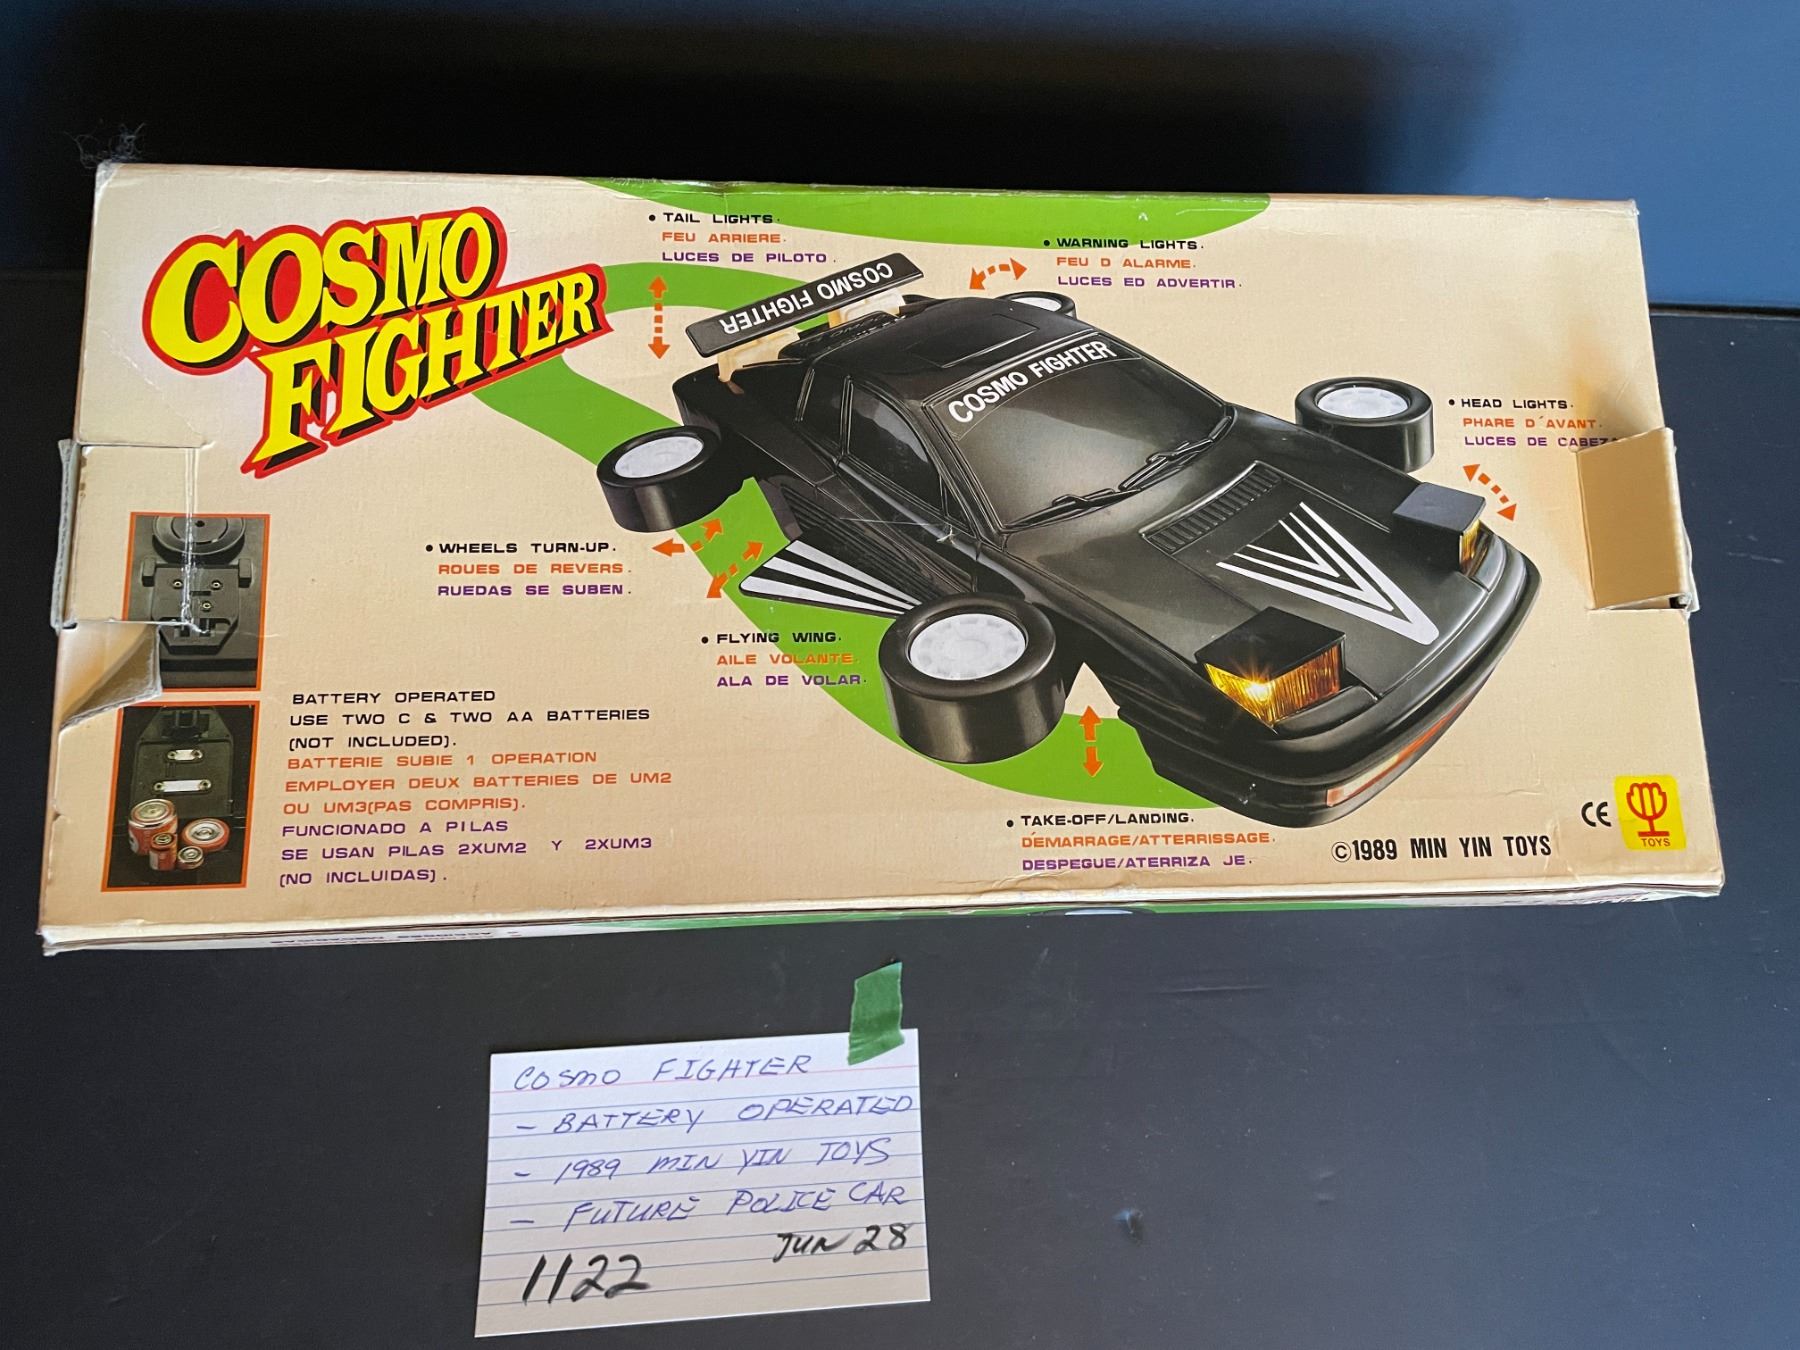 COSMO
FIGHTER
• TAIL LIGHTS.
FEU ARRIERE.
LUCES DE PILOTO.
• WARNING LIGHTS.
FEU D ALARME.
LUCES ED ADVERTIR.
COSMO FIGHTER
COSMO FIGHTER
• HEAD LIGHTS.
PHARE D´AVANT.
LUCES DE CABEZA
• WHEELS TURN-UP.
ROUES DE REVERS.
RUEDAS SE SUBEN.
• FLYING WING.
AILE VOLANTE.
ALA DE VOLAR.
BATTERY OPERATED
USE TWO C & TWO AA BATTERIES
(NOT INCLUDED).
BATTERIE SUBIE 1 OPERATION
EMPLOYER DEUX BATTERIES DE UM2
OU UM3(PAS COMPRIS).
FUNCIONADO A PILAS
SE USAN PILAS 2XUM2 Y 2XUM3
(NO INCLUIDAS).
• TAKE-OFF/LANDING.
DÉMARRAGE/ATTERRISSAGE.
DESPEGUE/ATERRIZA JE.
CE
TOYS
©1989 MIN YIN TOYS
COSMO FIGHTER
- BATTERY OPERATED
- 1989 MIN YIN TOYS
- FUTURE POLICE CAR
1122 JUN 28